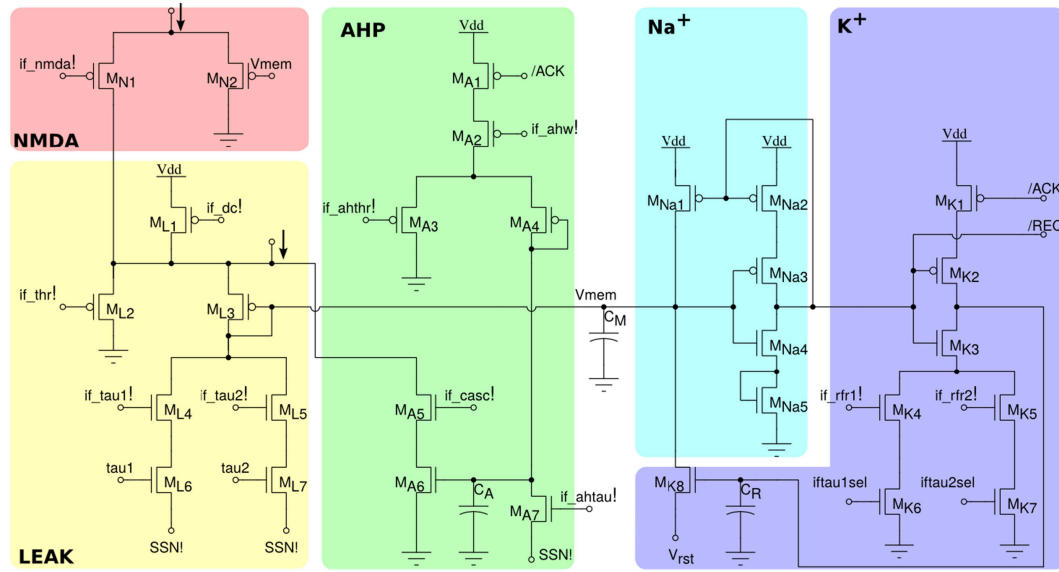 AHP
Na+
K+
Vdd
if_nmda!
MN1
MN2
Vmem
MA1
/ACK
NMDA
MA2
if_ahw!
Vdd
Vdd
Vdd
Vdd
if_dc!
ML1
if_ahthr!
MA3
MA4
MNa1
MNa2
MK1
/ACK
/REQ
if_thr!
ML2
ML3
Vmem
CM
MNa3
MK2
MNa4
MK3
if_tau1!
if_tau2!
ML4
ML5
MA5
if_casc!
MNa5
if_rfr1!
if_rfr2!
MK4
MK5
tau1
tau2
ML6
ML7
MA6
CA
MA7
if_ahtau!
MK8
CR
iftau1sel
iftau2sel
MK6
MK7
SSN!
SSN!
SSN!
Vrst
LEAK